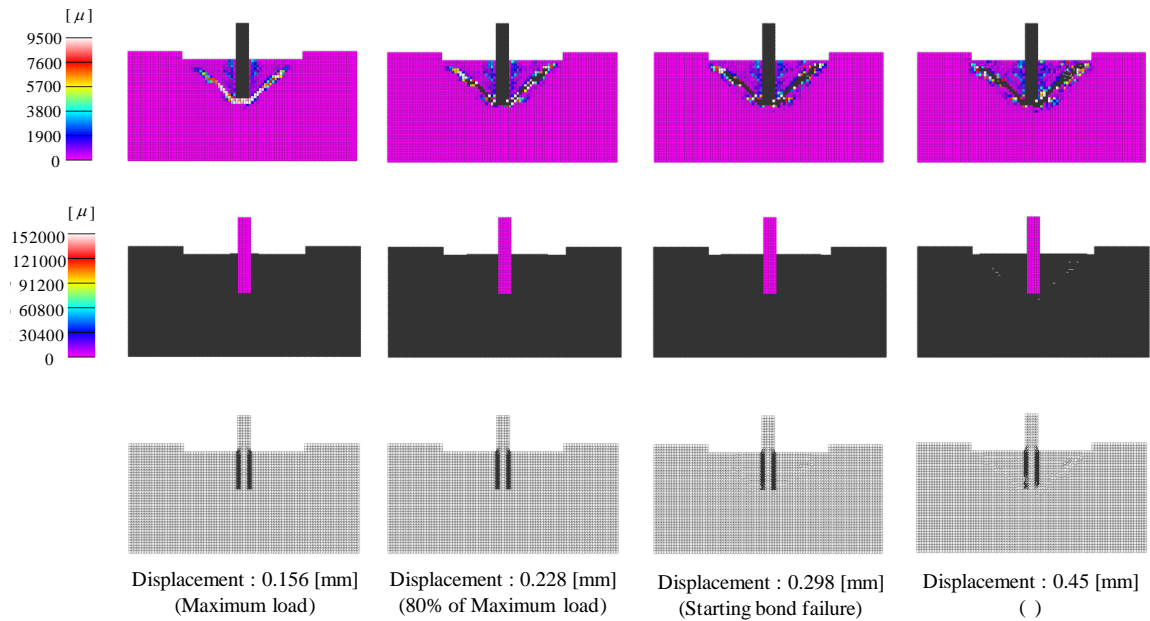 [μ]
9500
7600
5700
3800
1900
0
[μ]
152000
121000
91200
60800
30400
0
Displacement : 0.156 [mm]
(Maximum load)
Displacement : 0.228 [mm]
(80% of Maximum load)
Displacement : 0.298 [mm]
(Starting bond failure)
Displacement : 0.45 [mm]
( )